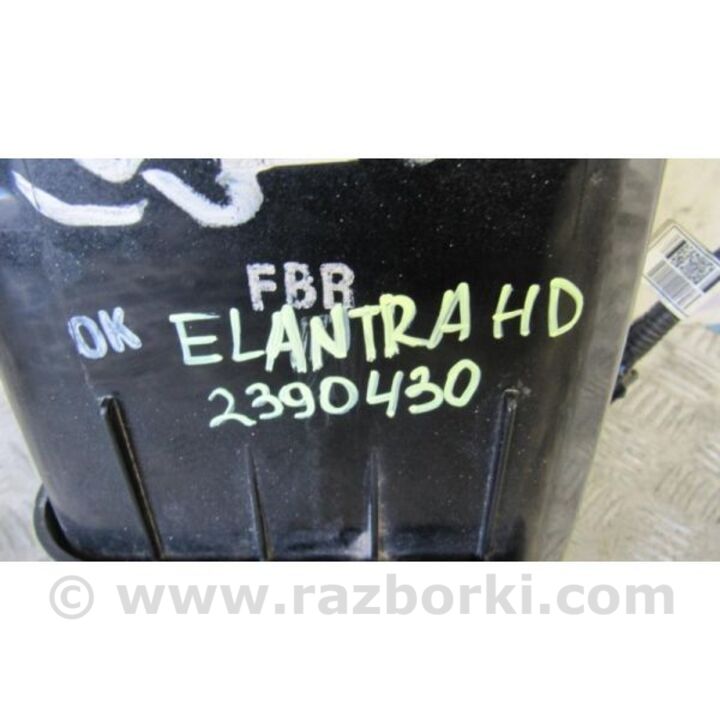 FBR
OK ELANTRA HD
2390430
© www.razborki.com